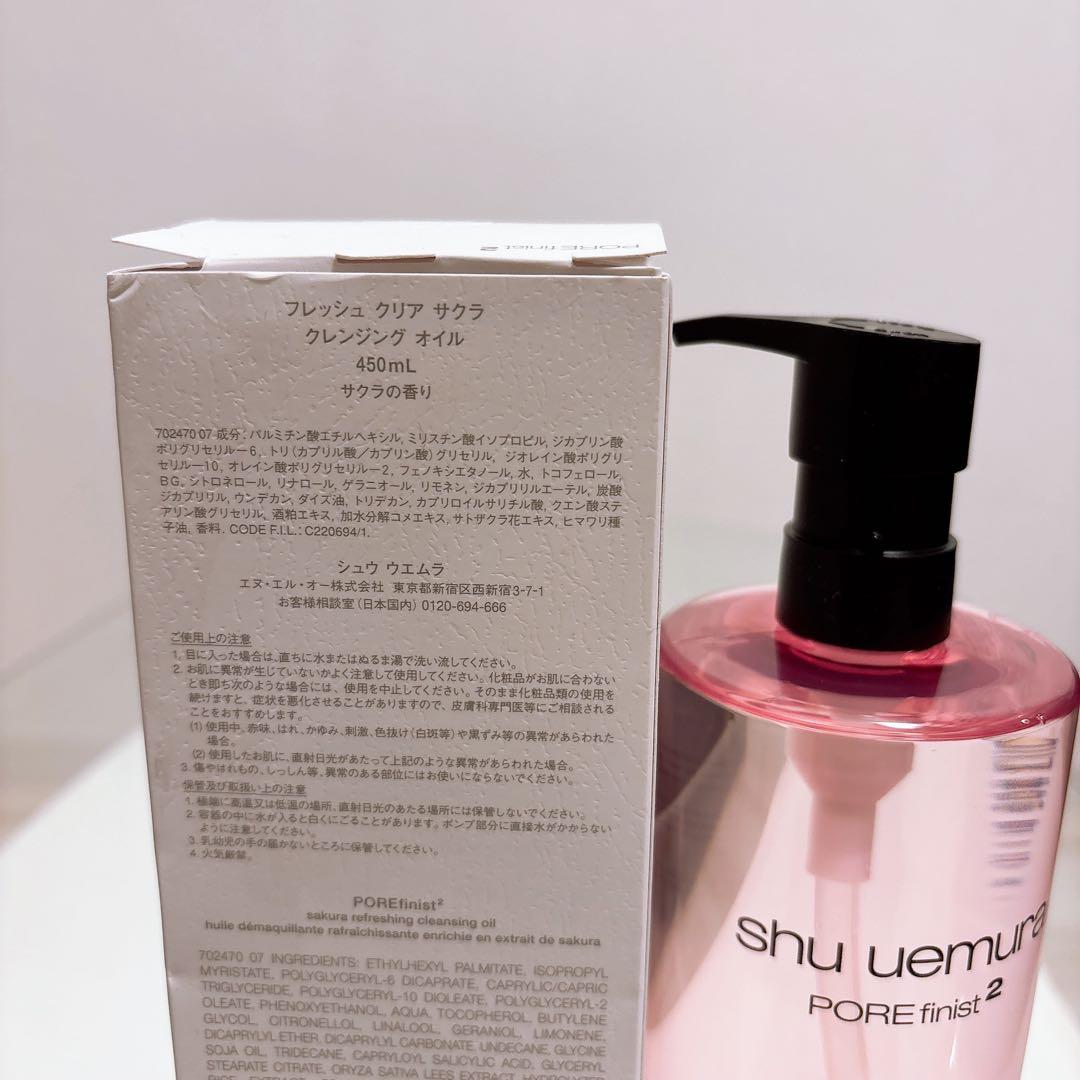 POREfinist²
フレッシュ クリア サクラ
クレンジング オイル
450mL
サクラの香り
702470 07 成分：パルミチン酸エチルヘキシル, ミリスチン酸イソプロピル, ジカプリン酸
ポリグリセリル－6, トリ（カプリル酸／カプリン酸）グリセリル, ジオレイン酸ポリグリ
セリル－10, オレイン酸ポリグリセリル－2, フェノキシエタノール, 水, トコフェロール,
BG, シトロネロール, リナロール, ゲラニオール, リモネン, ジカプリリルエーテル, 炭酸
ジカプリリル, ウンデカン, ダイズ油, トリデカン, カプリロイルサリチル酸, クエン酸ステ
アリン酸グリセリル, 酒粕エキス, 加水分解コメエキス, サトザクラ花エキス, ヒマワリ種
子油, 香料. CODE F.I.L.: C220694/1.
シュウ ウエムラ
エヌ・エル・オー株式会社 東京都新宿区西新宿3-7-1
お客様相談室（日本国内）0120-694-666
ご使用上の注意
1. 目に入った場合は、直ちに水またはぬるま湯で洗い流してください。
2. お肌に異常が生じていないかよく注意して使用してください。化粧品がお肌に合わない
とき即ち次のような場合には、使用を中止してください。そのまま化粧品類の使用を
続けますと、症状を悪化させることがありますので、皮膚科専門医等にご相談される
ことをおすすめします。
(1) 使用中、赤味、はれ、かゆみ、刺激、色抜け（白斑等）や黒ずみ等の異常があらわれた
場合。
(2) 使用したお肌に、直射日光があたって上記のような異常があらわれた場合。
3. 傷やはれもの、しっしん等、異常のある部位にはお使いにならないでください。
保管及び取扱い上の注意
1. 極端に高温又は低温の場所、直射日光のあたる場所には保管しないでください。
2. 容器の中に水が入ると白くにごることがあります。ポンプ部分に直接水がかからない
ように注意してください。
3. 乳幼児の手の届かないところに保管してください。
4. 火気厳禁。
POREfinist²
sakura refreshing cleansing oil
huile démaquillante rafraîchissante enrichie en extrait de sakura
702470 07 INGREDIENTS: ETHYLHEXYL PALMITATE, ISOPROPYL
MYRISTATE, POLYGLYCERYL-6 DICAPRATE, CAPRYLIC/CAPRIC
TRIGLYCERIDE, POLYGLYCERYL-10 DIOLEATE, POLYGLYCERYL-2
OLEATE, PHENOXYETHANOL, AQUA, TOCOPHEROL, BUTYLENE
GLYCOL, CITRONELLOL, LINALOOL, GERANIOL, LIMONENE,
DICAPRYLYL ETHER, DICAPRYLYL CARBONATE, UNDECANE, GLYCINE
SOJA OIL, TRIDECANE, CAPRYLOYL SALICYLIC ACID, GLYCERYL
STEARATE CITRATE, ORYZA SATIVA LEES EXTRACT, HYDROLYZED
shu uemura
POREfinist²